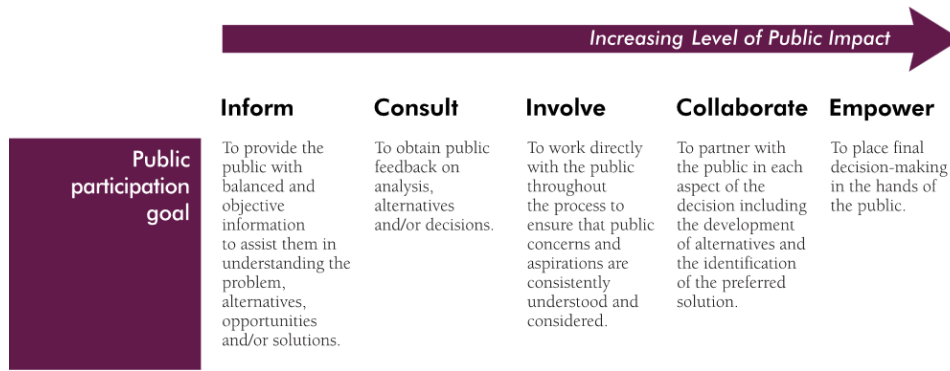 Increasing Level of Public Impact
Inform
Consult
Involve
Collaborate
Empower
Public
participation
goal
To provide the
public with
balanced and
objective
information
to assist them in
understanding the
problem,
alternatives,
opportunities
and/or solutions.
To obtain public
feedback on
analysis,
alternatives
and/or decisions.
To work directly
with the public
throughout
the process to
ensure that public
concerns and
aspirations are
consistently
understood and
considered.
To partner with
the public in each
aspect of the
decision including
the development
of alternatives and
the identification
of the preferred
solution.
To place final
decision-making
in the hands of
the public.